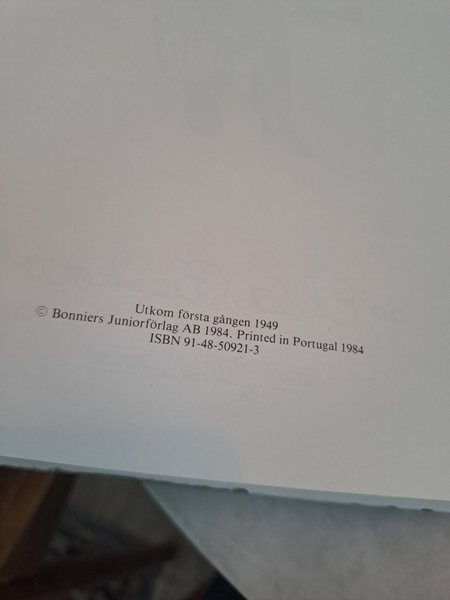 Utkom första gången 1949
© Bonniers Juniorförlag AB 1984. Printed in Portugal 1984
ISBN 91-48-50921-3